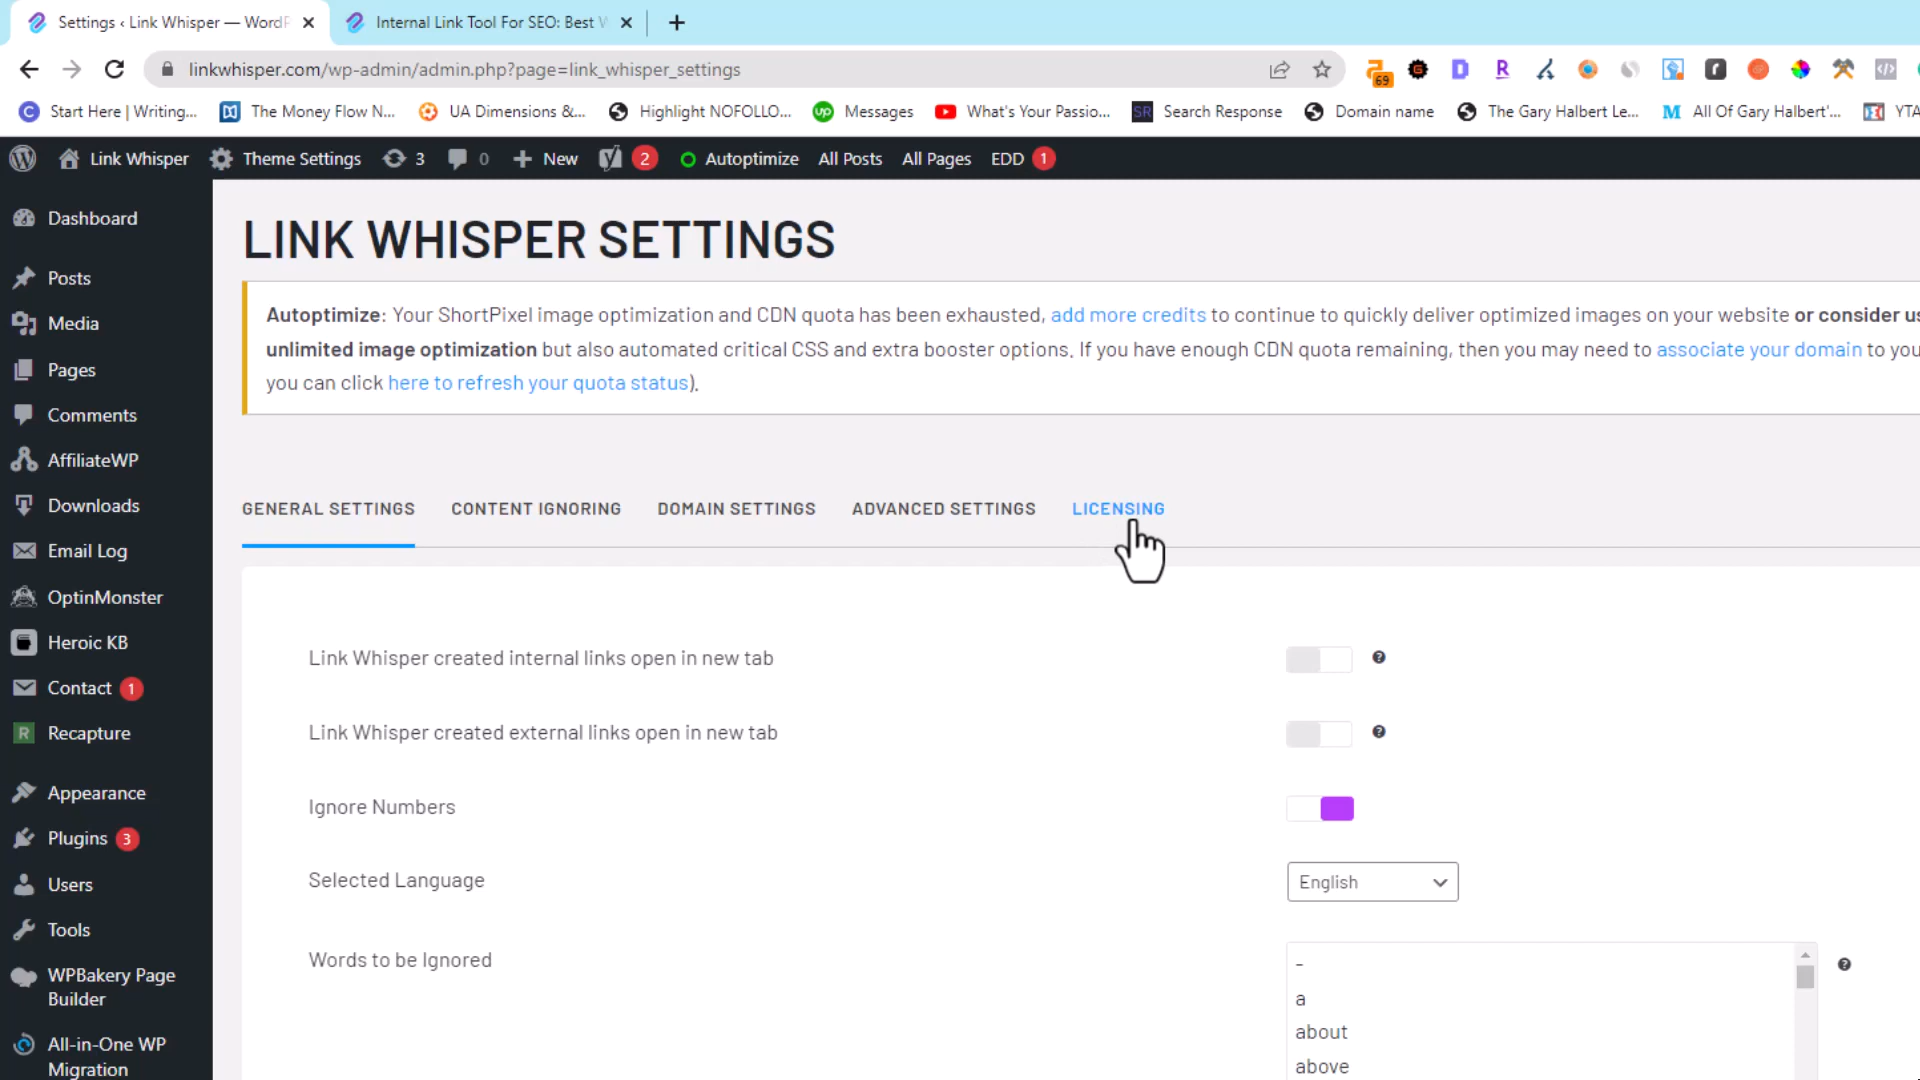 Settings ‹ Link Whisper — WordP
Internal Link Tool For SEO: Best W
linkwhisper.com/wp-admin/admin.php?page=link_whisper_settings
69
Start Here | Writing...
The Money Flow N...
UA Dimensions &...
Highlight NOFOLLO...
Messages
What's Your Passio...
Search Response
Domain name
The Gary Halbert Le...
All Of Gary Halbert'...
YTA
Link Whisper
Theme Settings
3
0
New
2
Autoptimize
All Posts
All Pages
EDD 1
Dashboard
Posts
Media
Pages
Comments
AffiliateWP
Downloads
Email Log
OptinMonster
Heroic KB
Contact 1
Recapture
Appearance
Plugins 3
Users
Tools
WPBakery Page
Builder
All-in-One WP
Migration
LINK WHISPER SETTINGS
Autoptimize: Your ShortPixel image optimization and CDN quota has been exhausted, add more credits to continue to quickly deliver optimized images on your website or consider us
unlimited image optimization but also automated critical CSS and extra booster options. If you have enough CDN quota remaining, then you may need to associate your domain to you
you can click here to refresh your quota status).
GENERAL SETTINGS
CONTENT IGNORING
DOMAIN SETTINGS
ADVANCED SETTINGS
LICENSING
Link Whisper created internal links open in new tab
Link Whisper created external links open in new tab
Ignore Numbers
Selected Language
English
Words to be Ignored
-
a
about
above